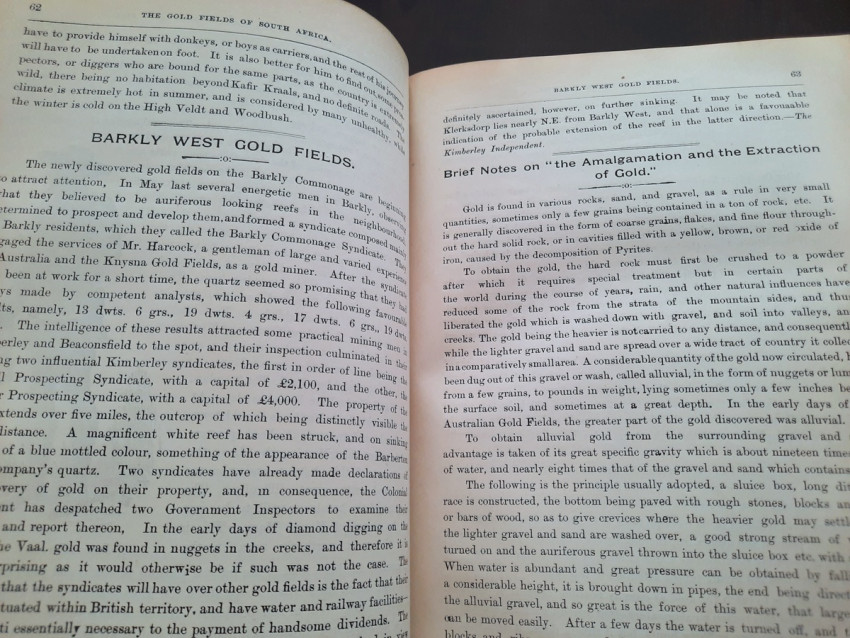 62
THE GOLD FIELDS OF SOUTH AFRICA.
have to provide himself with donkeys, or boys as carriers, and the rest of his journey
will have to be undertaken on foot. It is also better for him to find out some pros-
pectors, or diggers who are bound for the same parts, as the country is extremely
wild, there being no habitation beyond Kafir Kraals, and no definite roads. The
climate is extremely hot in summer, and is considered by many unhealthy, while
the winter is cold on the High Veldt and Woodbush.
BARKLY WEST GOLD FIELDS.
:o:
The newly discovered gold fields on the Barkly Commonage are beginning
to attract attention, In May last several energetic men in Barkly, observing
what they believed to be auriferous looking reefs in the neighbourhood,
determined to prospect and develop them, and formed a syndicate composed mainly
Barkly residents, which they called the Barkly Commonage Syndicate. They
gaged the services of Mr. Harcock, a gentleman of large and varied experience
Australia and the Knysna Gold Fields, as a gold miner. After the syndicate
been at work for a short time, the quartz seemed so promising that they had
ys made by competent analysts, which showed the following favourable
lts, namely, 13 dwts. 6 grs., 19 dwts. 4 grs., 17 dwts. 6 grs., 19 dwts.
. The intelligence of these results attracted some practical mining men
erley and Beaconsfield to the spot, and their inspection culminated in their
ng two influential Kimberley syndicates, the first in order of line being the
l Prospecting Syndicate, with a capital of £2,100, and the other, the
r Prospecting Syndicate, with a capital of £4,000. The property of the
extends over five miles, the outcrop of which being distinctly visible the
distance. A magnificent white reef has been struck, and on sinking
of a blue mottled colour, something of the appearance of the Barberton
ompany's quartz. Two syndicates have already made declarations of
very of gold on their property, and, in consequence, the Colonial
ent has despatched two Government Inspectors to examine their
and report thereon, In the early days of diamond digging on the
he Vaal. gold was found in nuggets in the creeks, and therefore it is
prising as it would otherwise be if such was not the case. The
that the syndicates will have over other gold fields is the fact that they
tuated within British territory, and have water and railway facilities—
ti essentially necessary to the payment of handsome dividends. The
63
BARKLY WEST GOLD FIELDS.
definitely ascertained, however, on further sinking. It may be noted that
Klerksdorp lies nearly N.E. from Barkly West, and that alone is a favouaable
indication of the probable extension of the reef in the latter direction.—The
Kimberley Independent.
Brief Notes on "the Amalgamation and the Extraction
of Gold."
:o:
Gold is found in various rocks, sand, and gravel, as a rule in very small
quantities, sometimes only a few grains being contained in a ton of rock, etc. It
is generally discovered in the form of coarse grains, flakes, and fine flour through-
out the hard solid rock, or in cavities filled with a yellow, brown, or red oxide of
iron, caused by the decomposition of Pyrites.
To obtain the gold, the hard rock must first be crushed to a powder
after which it requires special treatment but in certain parts of
the world during the course of years, rain, and other natural influences have
reduced some of the rock from the strata of the mountain sides, and thus
liberated the gold which is washed down with gravel, and soil into valleys, and
creeks. The gold being the heavier is not carried to any distance, and consequentl
while the lighter gravel and sand are spread over a wide tract of country it collec
in a comparatively small area. A considerable quantity of the gold now circulated, h
been dug out of this gravel or wash, called alluvial, in the form of nuggets or lum
from a few grains, to pounds in weight, lying sometimes only a few inches be
the surface soil, and sometimes at a great depth. In the early days of
Australian Gold Fields, the greater part of the gold discovered was alluvial.
To obtain alluvial gold from the surrounding gravel and
advantage is taken of its great specific gravity which is about nineteen time
of water, and nearly eight times that of the gravel and sand which contains
The following is the principle usually adopted, a sluice box, long dit
race is constructed, the bottom being paved with rough stones, blocks an
or bars of wood, so as to give crevices where the heavier gold may settl
the lighter gravel and sand are washed over, a good strong stream of w
turned on and the auriferous gravel thrown into the sluice box etc. with
When water is abundant and great pressure can be obtained by fall
a considerable height, it is brought down in pipes, the end being direct
the alluvial gravel, and so great is the force of this water, that large
can be moved easily. After a few days the water is turned off, and t